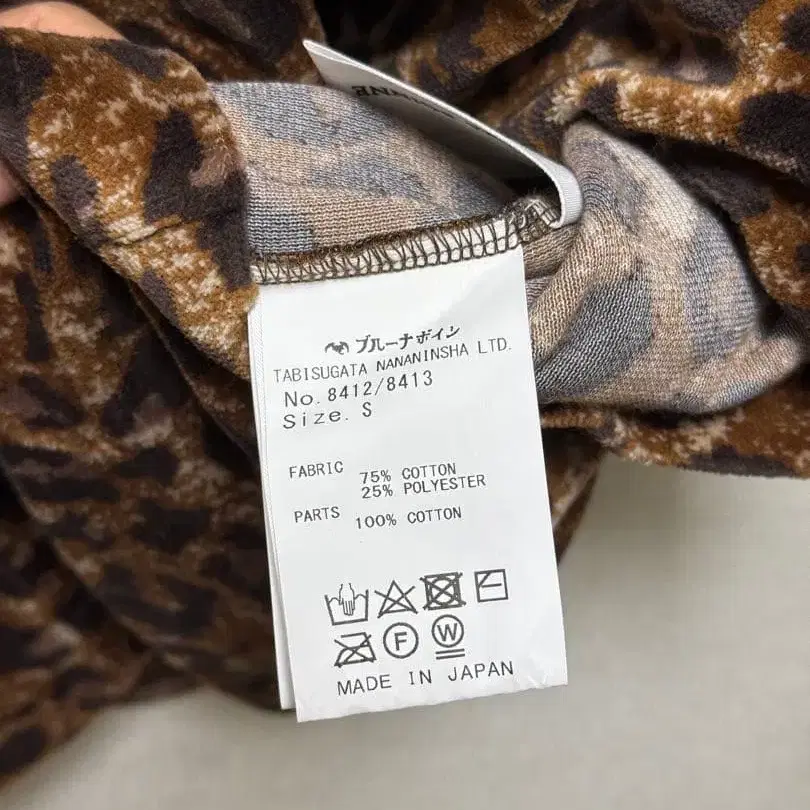 ブルーナボイン
TABISUGATA NANANINSHA LTD.
No. 8412/8413
Size. S
FABRIC 75% COTTON
25% POLYESTER
PARTS 100% COTTON
F W
MADE IN JAPAN